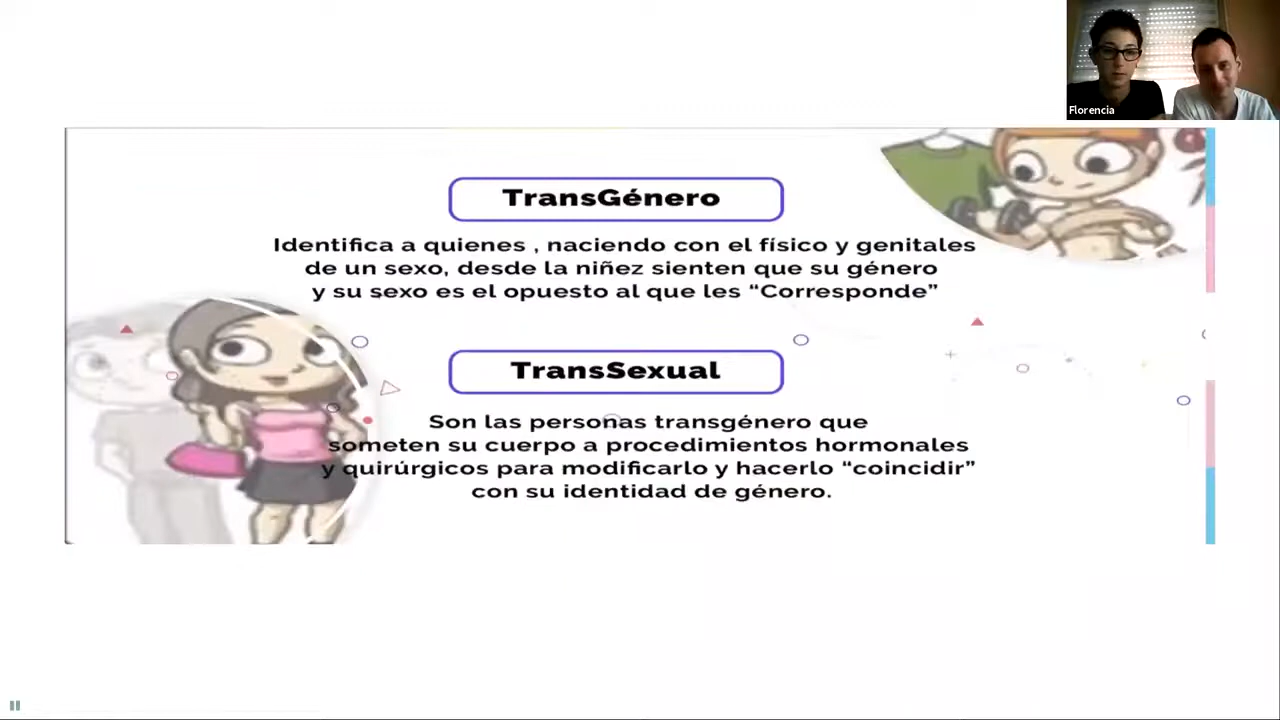 Florencia
TransGénero
Identifica a quienes , naciendo con el físico y genitales
de un sexo, desde la niñez sienten que su género
y su sexo es el opuesto al que les “Corresponde”
TransSexual
Son las personas transgénero que
someten su cuerpo a procedimientos hormonales
y quirúrgicos para modificarlo y hacerlo “coincidir”
con su identidad de género.